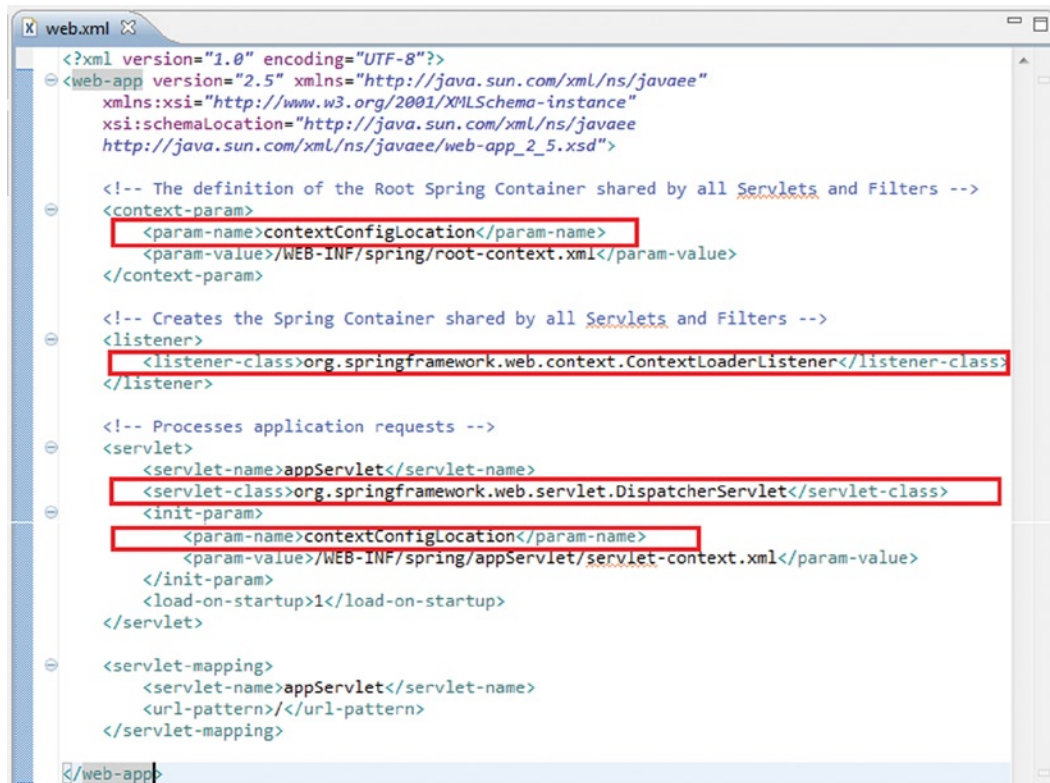 web.xml
<?xml version="1.0" encoding="UTF-8"?>
<web-app version="2.5" xmlns="http://java.sun.com/xml/ns/javaee"
xmlns:xsi="http://www.w3.org/2001/XMLSchema-instance"
xsi:schemaLocation="http://java.sun.com/xml/ns/javaee
http://java.sun.com/xml/ns/javaee/web-app_2_5.xsd">
<!-- The definition of the Root Spring Container shared by all Servlets and Filters -->
<context-param>
<param-name>contextConfigLocation</param-name>
<param-value>/WEB-INF/spring/root-context.xml</param-value>
</context-param>
<!-- Creates the Spring Container shared by all Servlets and Filters -->
<listener>
<listener-class>org.springframework.web.context.ContextLoaderListener</listener-class>
</listener>
<!-- Processes application requests -->
<servlet>
<servlet-name>appServlet</servlet-name>
<servlet-class>org.springframework.web.servlet.DispatcherServlet</servlet-class>
<init-param>
<param-name>contextConfigLocation</param-name>
<param-value>/WEB-INF/spring/appServlet/servlet-context.xml</param-value>
</init-param>
<load-on-startup>1</load-on-startup>
</servlet>
<servlet-mapping>
<servlet-name>appServlet</servlet-name>
<url-pattern>/</url-pattern>
</servlet-mapping>
</web-app>